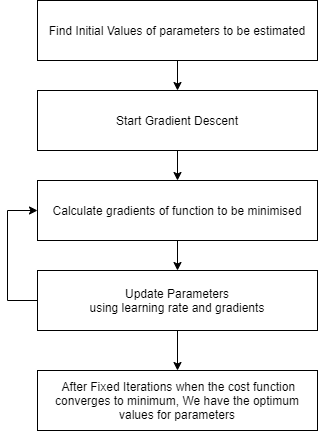 Find Initial Values of parameters to be estimated
Start Gradient Descent
Calculate gradients of function to be minimised
Update Parameters
using learning rate and gradients
After Fixed Iterations when the cost function
converges to minimum, We have the optimum
values for parameters